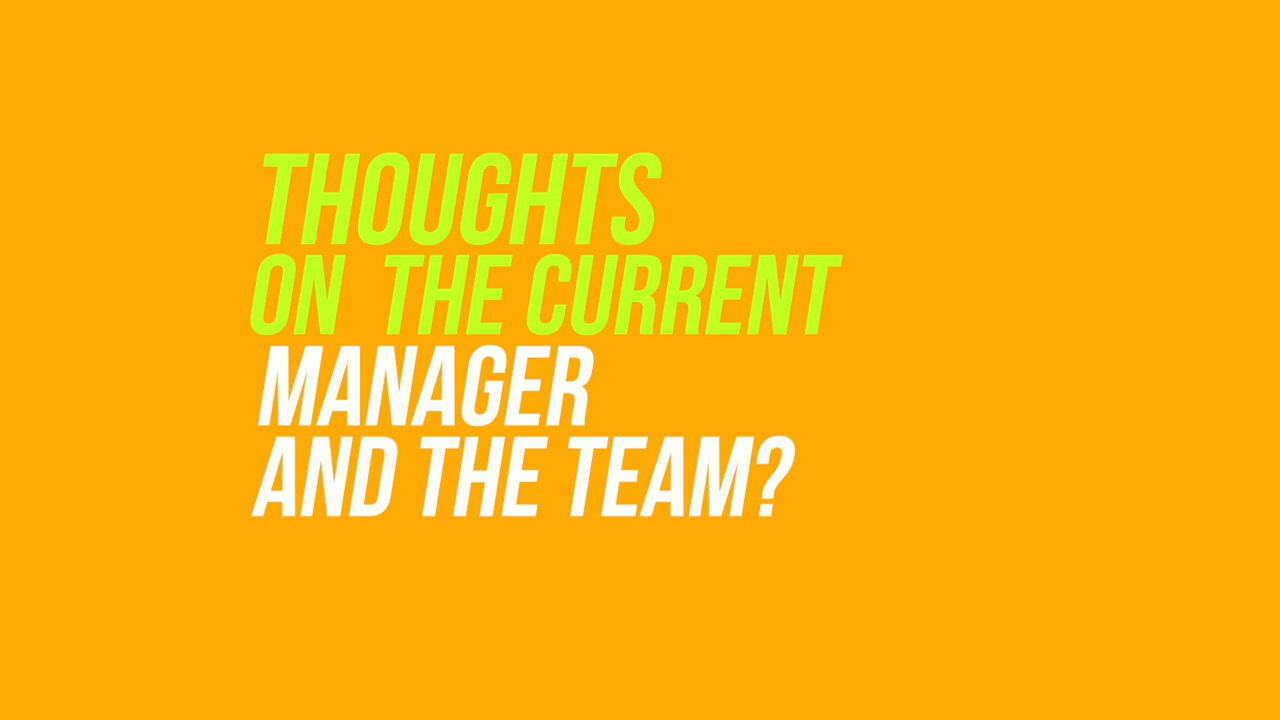 THOUGHTS
ON THE CURRENT
MANAGER
AND THE TEAM?